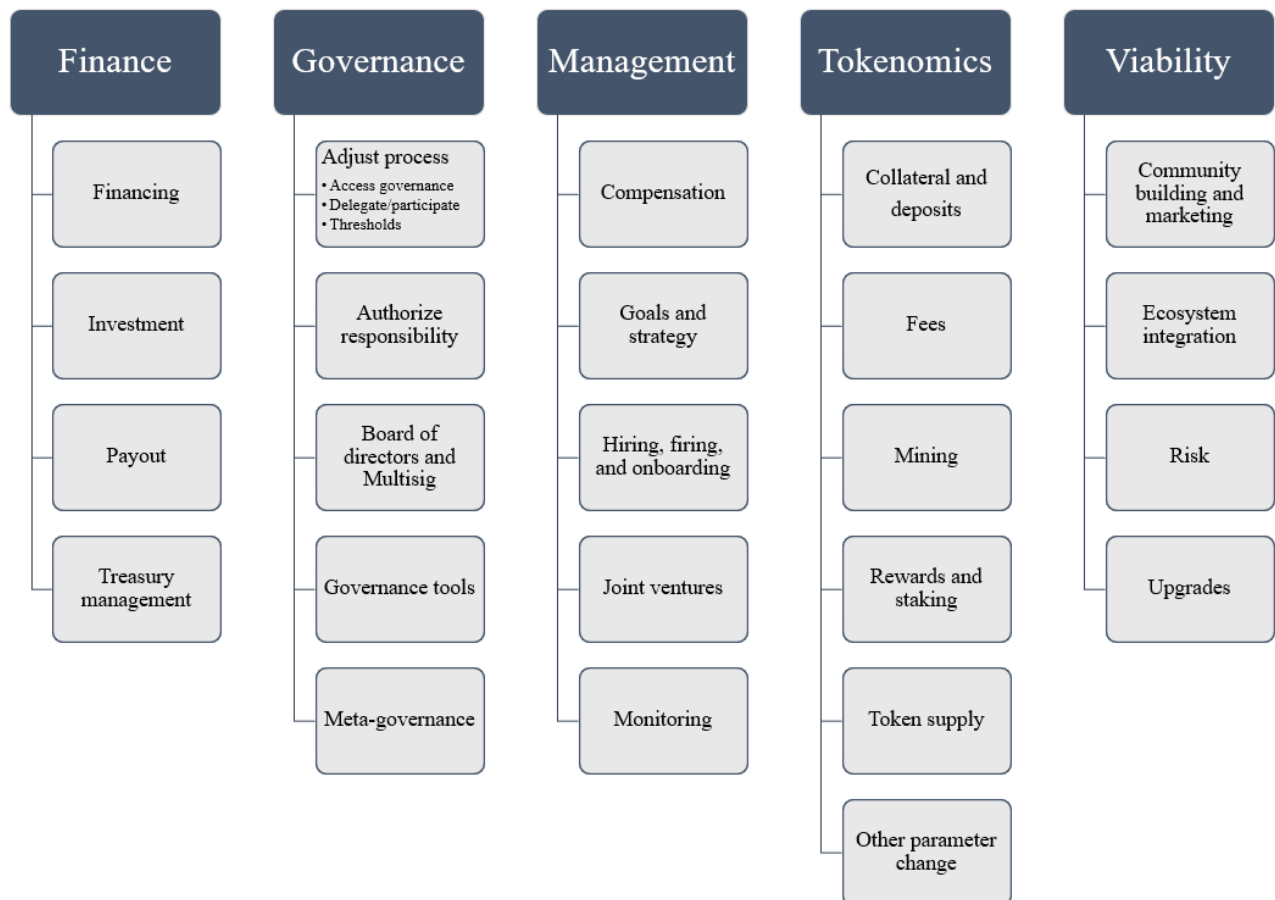 Finance
Financing
Investment
Payout
Treasury
management
Governance
Adjust process
• Access governance
• Delegate/participate
• Thresholds
Authorize
responsibility
Board of
directors and
Multisig
Governance tools
Meta-governance
Management
Compensation
Goals and
strategy
Hiring, firing,
and onboarding
Joint ventures
Monitoring
Tokenomics
Collateral and
deposits
Fees
Mining
Rewards and
staking
Token supply
Other parameter
change
Viability
Community
building and
marketing
Ecosystem
integration
Risk
Upgrades